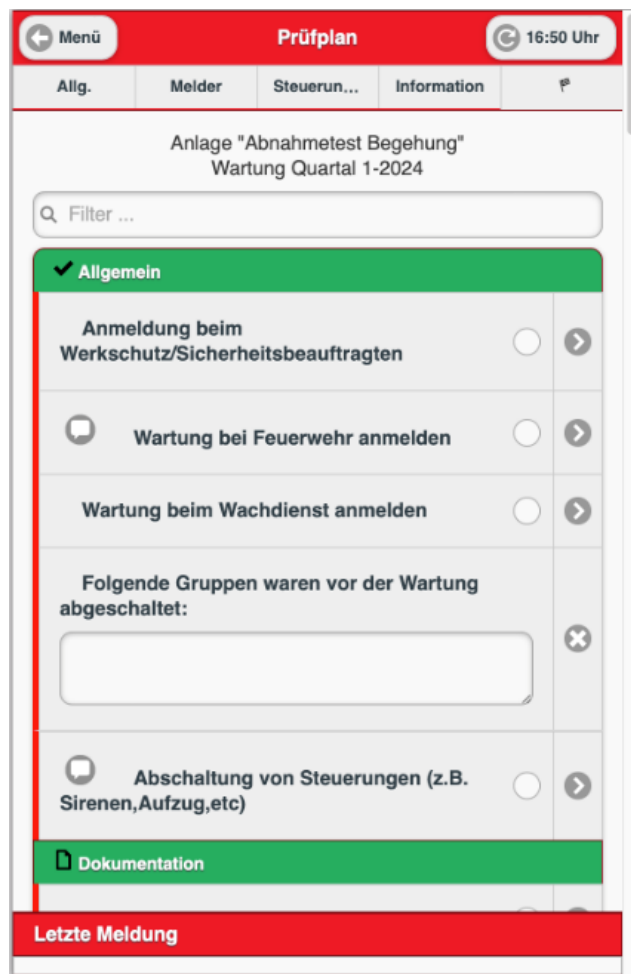 Menü
Prüfplan
16:50 Uhr
Allg.
Melder
Steuerun...
Information
Anlage "Abnahmetest Begehung"
Wartung Quartal 1-2024
Filter ...
Allgemein
Anmeldung beim
Werkschutz/Sicherheitsbeauftragten
Wartung bei Feuerwehr anmelden
Wartung beim Wachdienst anmelden
Folgende Gruppen waren vor der Wartung
abgeschaltet:
Abschaltung von Steuerungen (z.B.
Sirenen,Aufzug,etc)
Dokumentation
Letzte Meldung